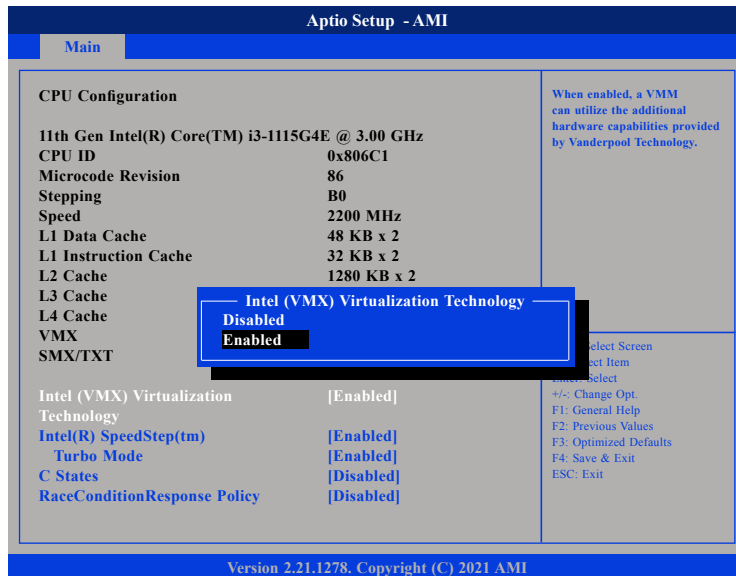 Aptio Setup - AMI
Main
CPU Configuration
11th Gen Intel(R) Core(TM) i3-1115G4E @ 3.00 GHz
CPU ID 0x806C1
Microcode Revision 86
Stepping B0
Speed 2200 MHz
L1 Data Cache 48 KB x 2
L1 Instruction Cache 32 KB x 2
L2 Cache 1280 KB x 2
L3 Cache
L4 Cache
VMX
SMX/TXT
Intel (VMX) Virtualization Technology
Disabled
Enabled
Intel (VMX) Virtualization [Enabled]
Technology
Intel(R) SpeedStep(tm) [Enabled]
Turbo Mode [Enabled]
C States [Disabled]
RaceConditionResponse Policy [Disabled]
When enabled, a VMM
can utilize the additional
hardware capabilities provided
by Vanderpool Technology.
Select Screen
Item
Select
+/-: Change Opt.
F1: General Help
F2: Previous Values
F3: Optimized Defaults
F4: Save & Exit
ESC: Exit
Version 2.21.1278. Copyright (C) 2021 AMI